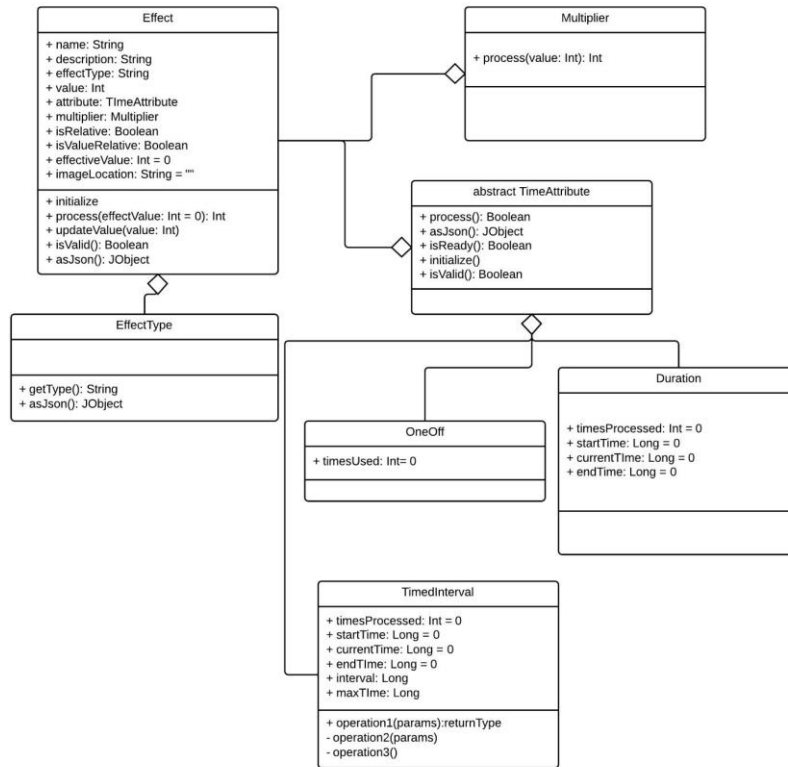 Effect
+ name: String
+ description: String
+ effectType: String
+ value: Int
+ attribute: TImeAttribute
+ multiplier: Multiplier
+ isRelative: Boolean
+ isValueRelative: Boolean
+ effectiveValue: Int = 0
+ imageLocation: String = ""
+ initialize
+ process(effectValue: Int = 0): Int
+ updateValue(value: Int)
+ isValid(): Boolean
+ asJson(): JObject
Multiplier
+ process(value: Int): Int
abstract TimeAttribute
+ process(): Boolean
+ asJson(): JObject
+ isReady(): Boolean
+ initialize()
+ isValid(): Boolean
EffectType
+ getType(): String
+ asJson(): JObject
OneOff
+ timesUsed: Int= 0
Duration
+ timesProcessed: Int = 0
+ startTime: Long = 0
+ currentTIme: Long = 0
+ endTime: Long = 0
TimedInterval
+ timesProcessed: Int = 0
+ startTime: Long = 0
+ currentTime: Long = 0
+ endTIme: Long = 0
+ interval: Long
+ maxTIme: Long
+ operation1(params):returnType
- operation2(params)
- operation3()